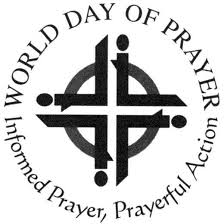 WORLD DAY OF PRAYER
Informed Prayer, Prayerful Action